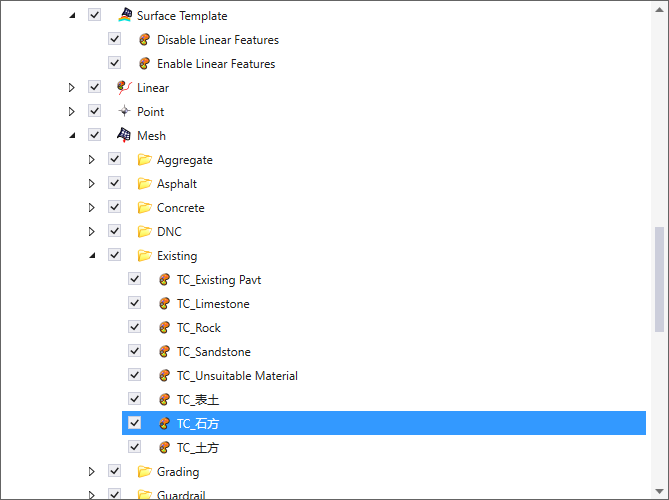 Surface Template
Disable Linear Features
Enable Linear Features
Linear
Point
Mesh
Aggregate
Asphalt
Concrete
DNC
Existing
TC_Existing Pavt
TC_Limestone
TC_Rock
TC_Sandstone
TC_Unsuitable Material
TC_表土
TC_石方
TC_土方
Grading
Guardrail